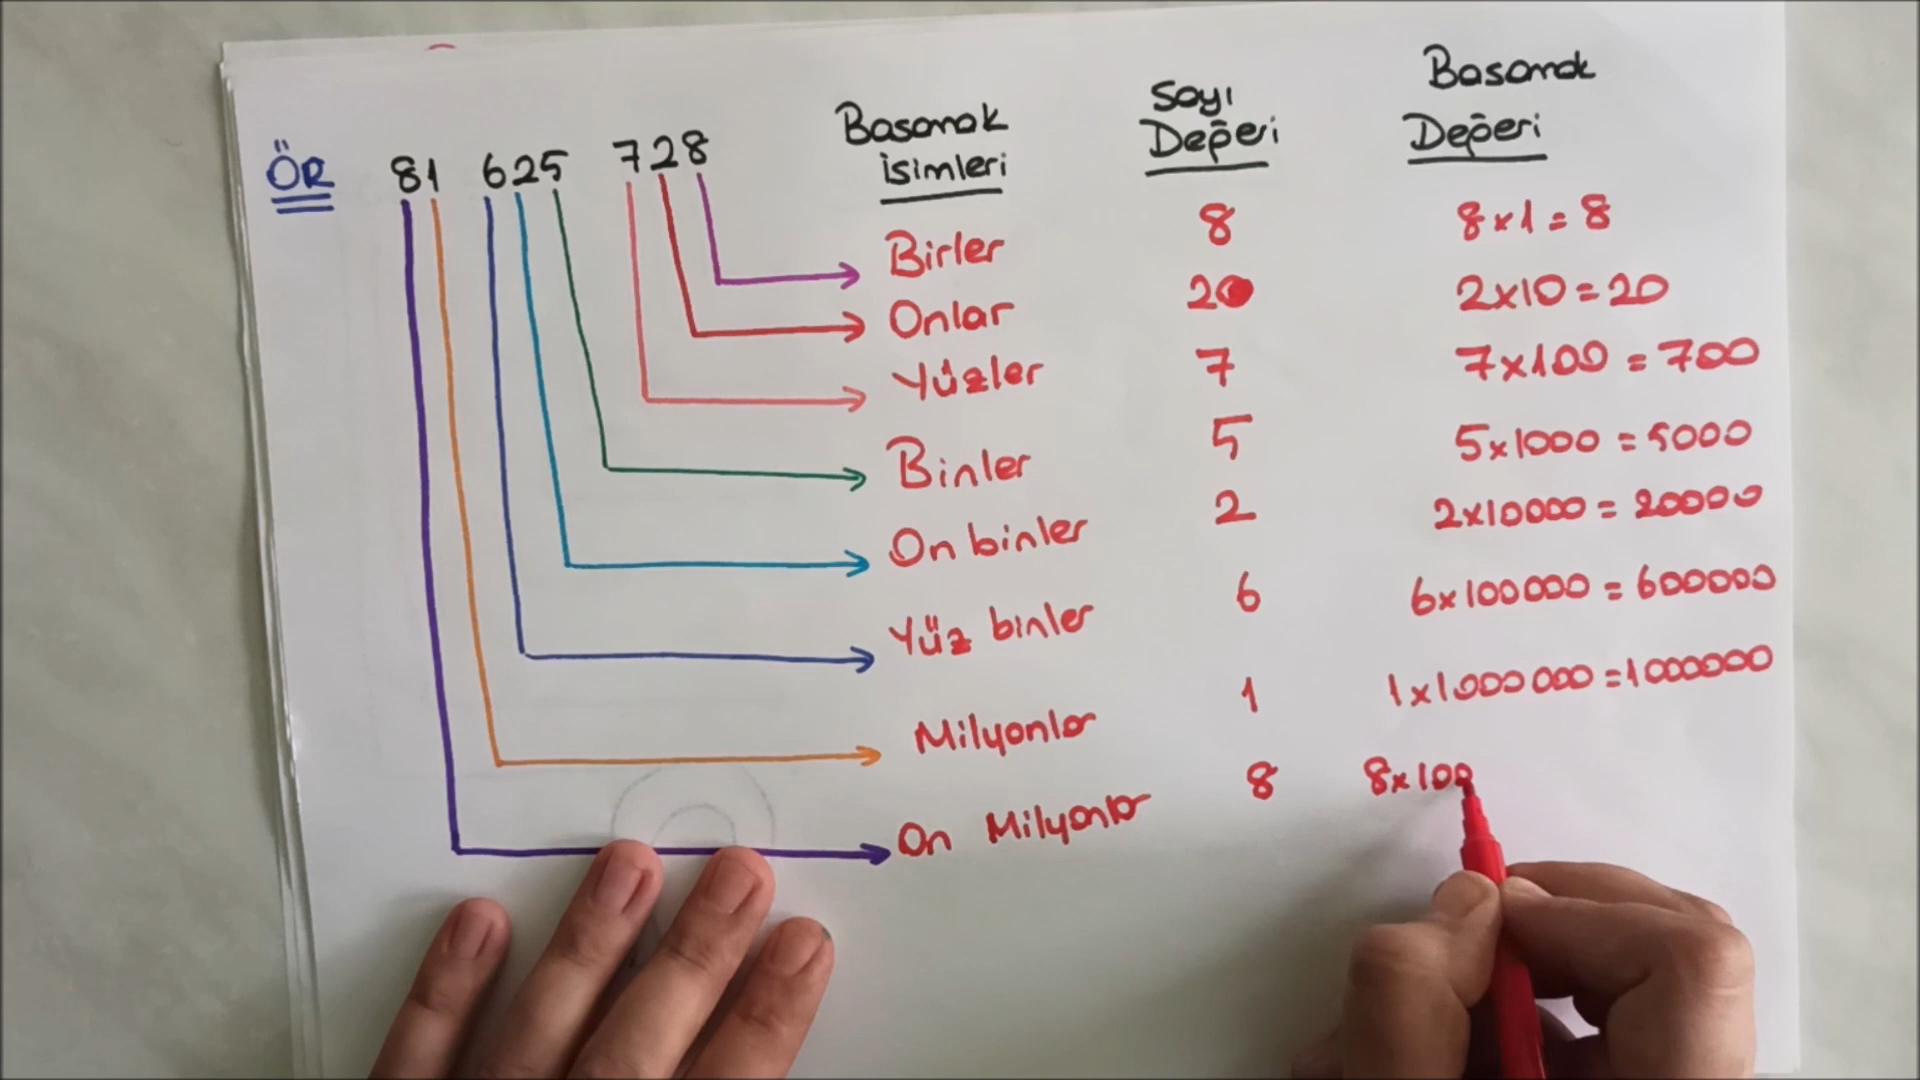 ÖR 81 625 728
Basamak
isimleri
Sayı
Değeri
Basamak
Değeri
Birler 8 8x1=8
Onlar 2 2x10=20
Yüzler 7 7x100=700
Binler 5 5x1000=5000
On binler 2 2x10000=20000
Yüz binler 6 6x100000=600000
Milyonlar 1 1x1000000=1000000
On Milyonlar 8 8x100